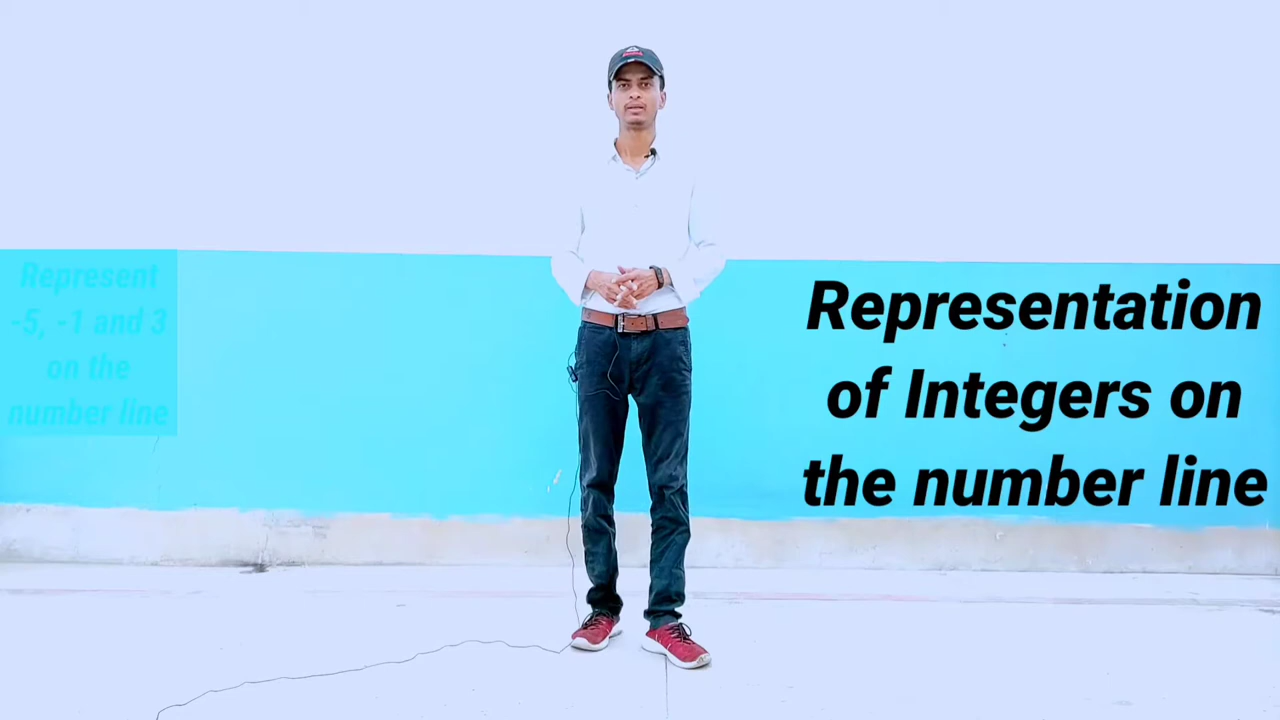 Represent
-5, -1 and 3
on the
number line
Representation
of Integers on
the number line